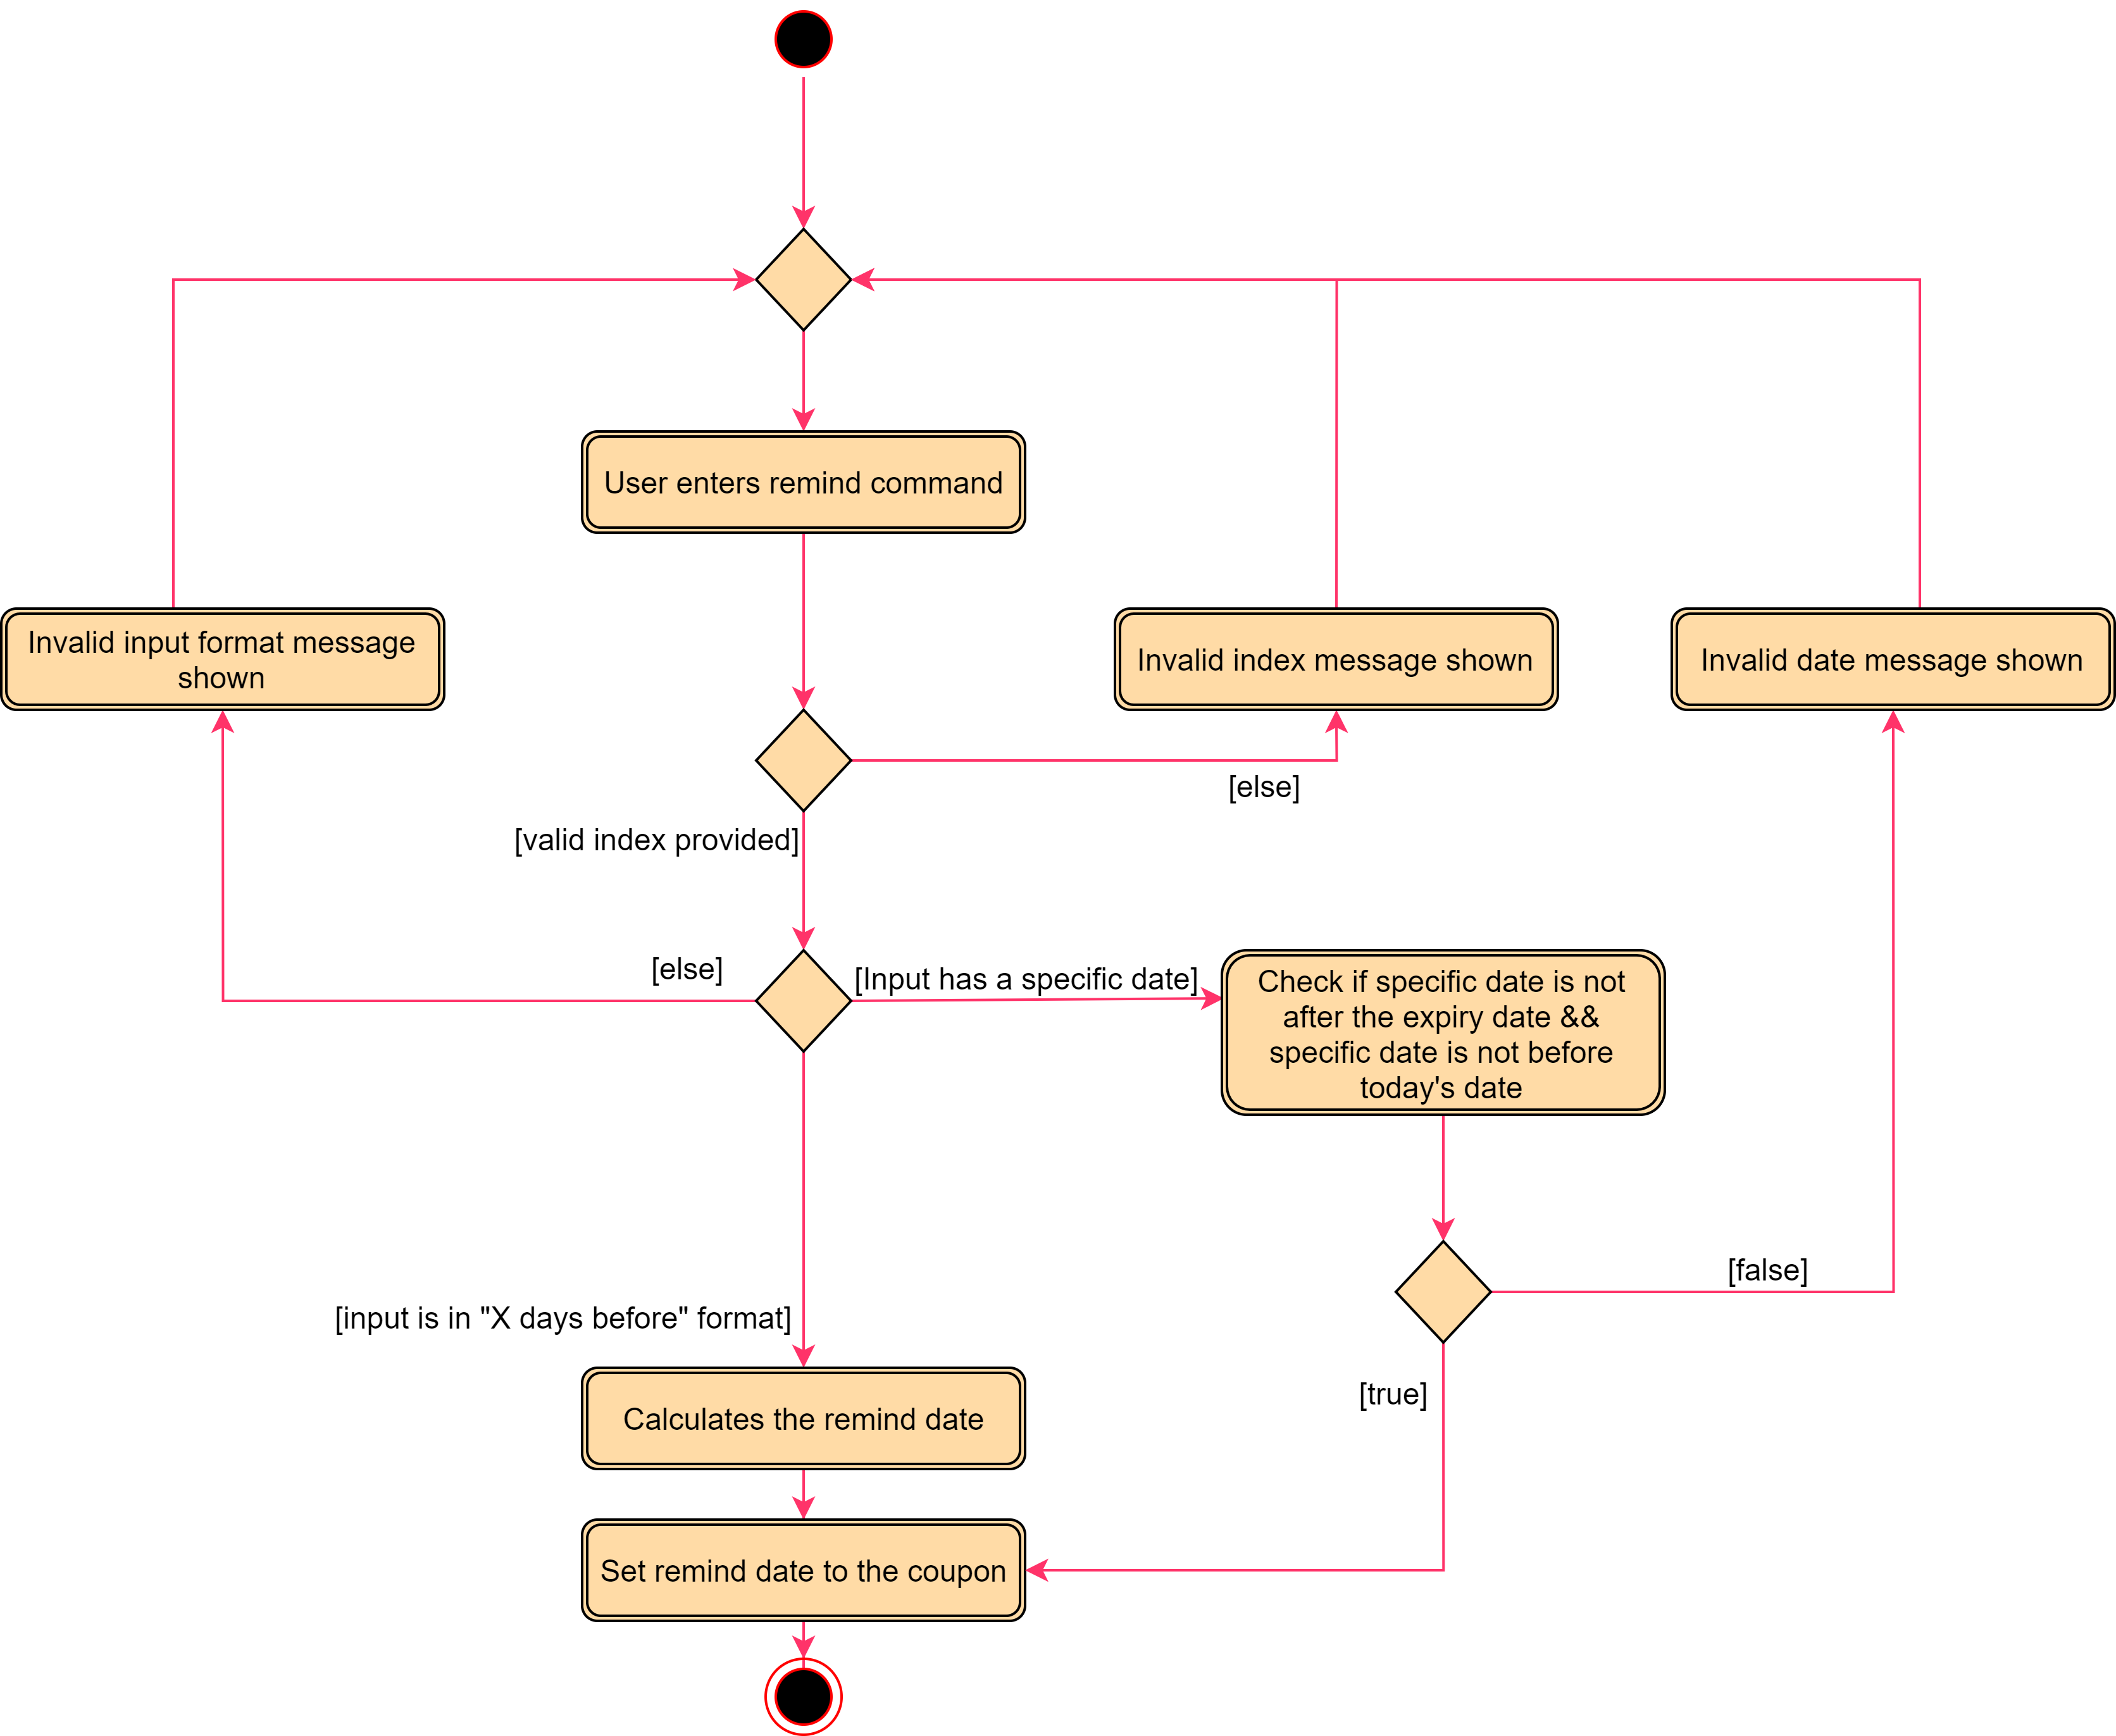 User enters remind command
Invalid input format message
shown
Invalid index message shown
Invalid date message shown
[else]
[valid index provided]
[else]
[Input has a specific date]
Check if specific date is not
after the expiry date &&
specific date is not before
today's date
[false]
[input is in "X days before" format]
[true]
Calculates the remind date
Set remind date to the coupon